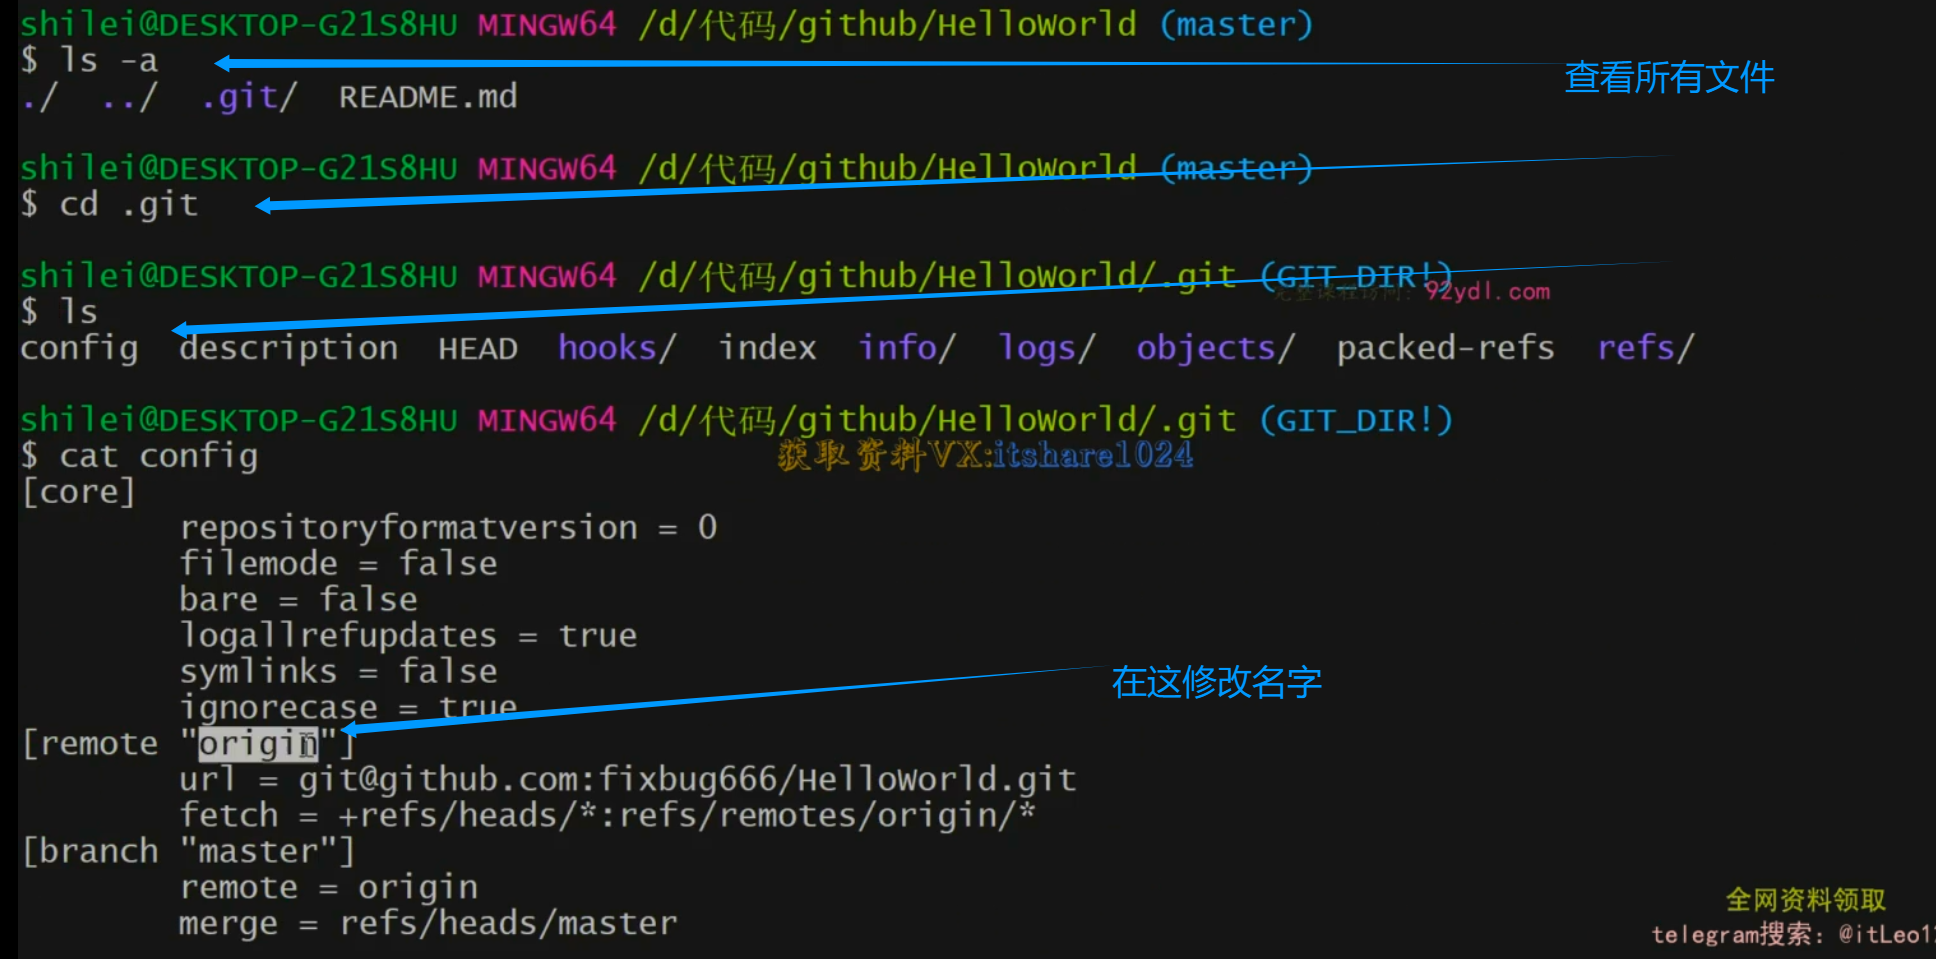 shilei@DESKTOP-G21S8HU MINGW64 /d/代码/github/HelloWorld (master)
$ ls -a
查看所有文件
./  ../  .git/  README.md
shilei@DESKTOP-G21S8HU MINGW64 /d/代码/github/HelloWorld (master)
$ cd .git
shilei@DESKTOP-G21S8HU MINGW64 /d/代码/github/HelloWorld/.git (GIT_DIR!)
完整课程访问: 92ydl.com
$ ls
config  description  HEAD  hooks/  index  info/  logs/  objects/  packed-refs  refs/
shilei@DESKTOP-G21S8HU MINGW64 /d/代码/github/HelloWorld/.git (GIT_DIR!)
$ cat config
获取资料VX:itshare1024
[core]
repositoryformatversion = 0
filemode = false
bare = false
logallrefupdates = true
symlinks = false
在这修改名字
ignorecase = true
[remote "origin"]
url = git@github.com:fixbug666/HelloWorld.git
fetch = +refs/heads/*:refs/remotes/origin/*
[branch "master"]
remote = origin
merge = refs/heads/master
全网资料领取
telegram搜索: @itLeo1